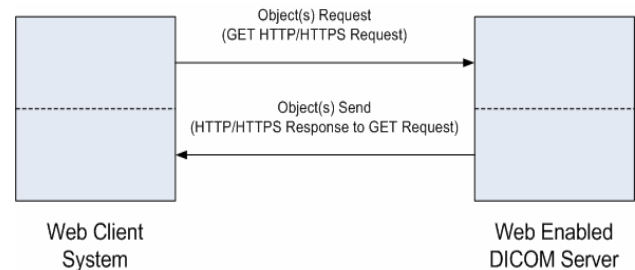 Object(s) Request
(GET HTTP/HTTPS Request)
Object(s) Send
(HTTP/HTTPS Response to GET Request)
Web Client
System
Web Enabled
DICOM Server